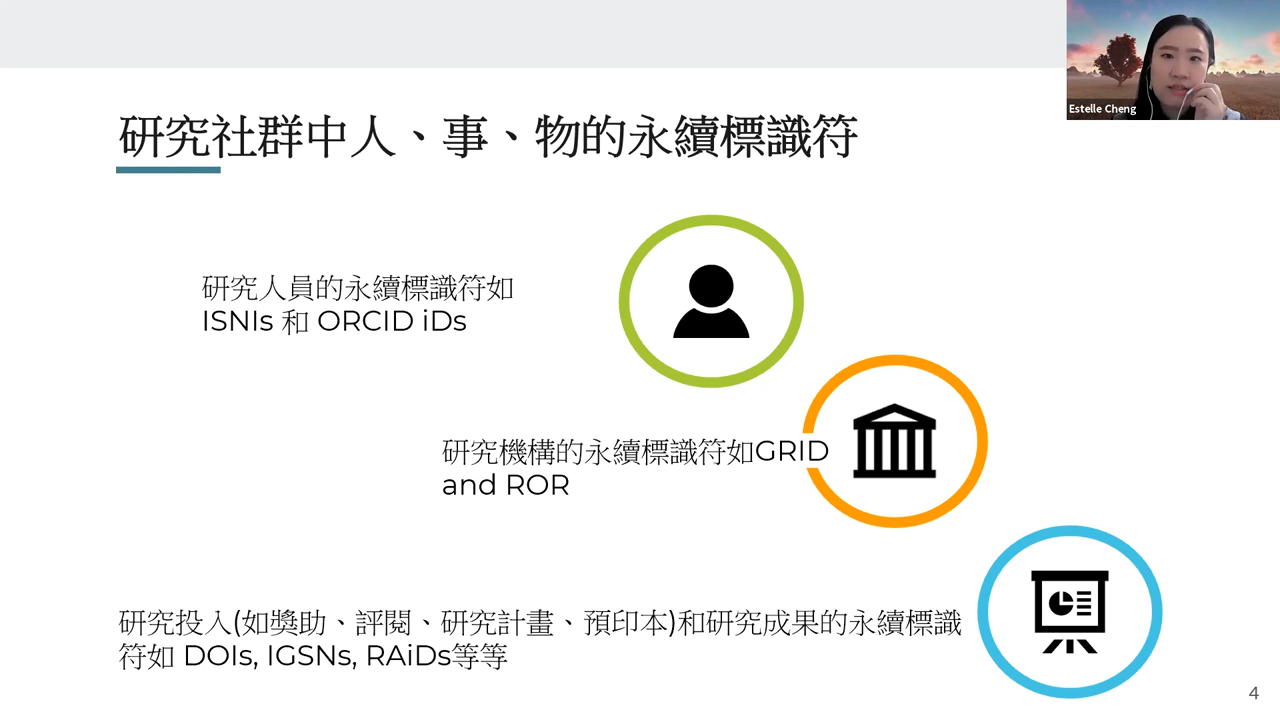 Estelle Cheng
研究社群中人、事、物的永續標識符
研究人員的永續標識符如
ISNIs 和 ORCID iDs
研究機構的永續標識符如GRID
and ROR
研究投入(如獎助、評閱、研究計畫、預印本)和研究成果的永續標識
符如 DOIs, IGSNs, RAiDs等等
4